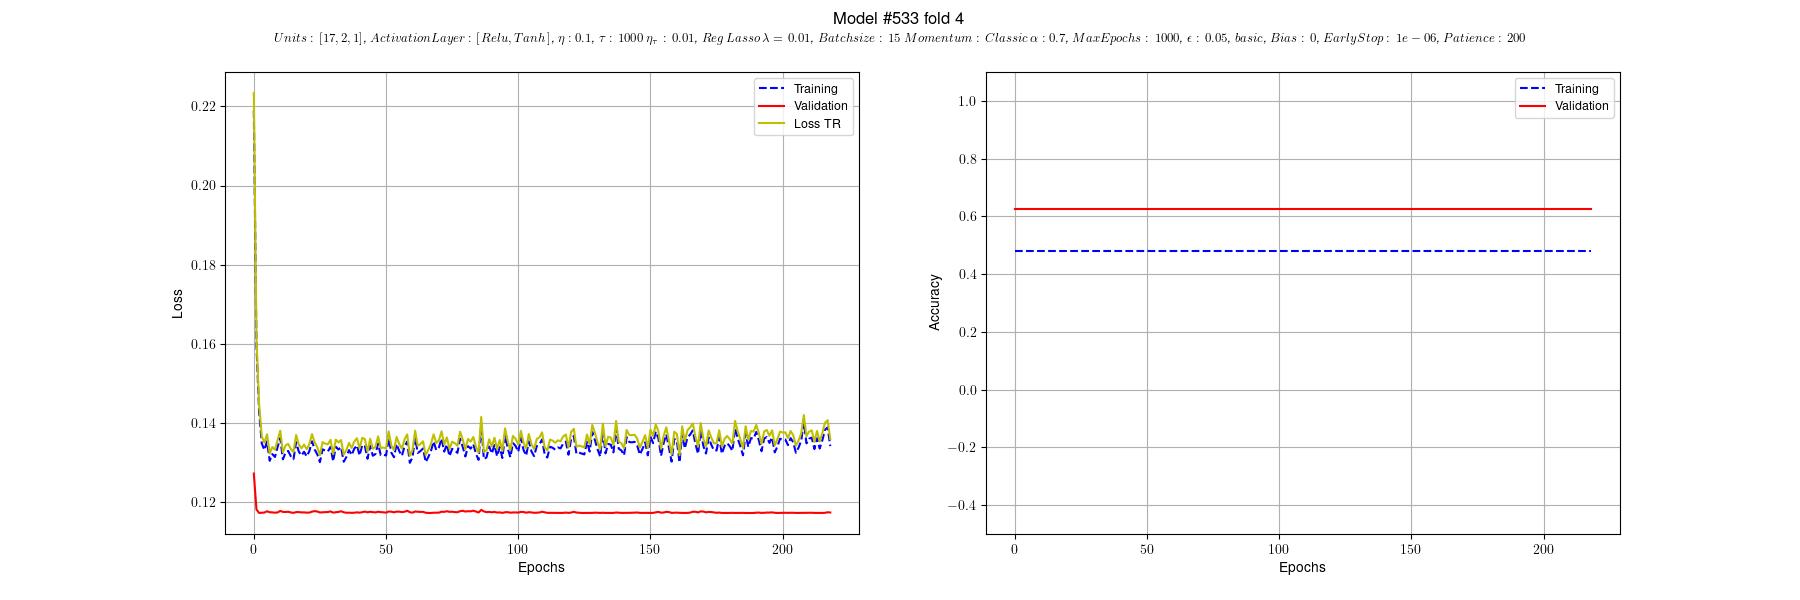 Model #533 fold 4
Units : [17, 2, 1], ActivationLayer : [Relu, Tanh], η : 0.1, τ : 1000 ητ : 0.01, Reg Lasso λ = 0.01, Batchsize : 15 Momentum : Classic α : 0.7, MaxEpochs : 1000, ϵ : 0.05, basic, Bias : 0, EarlyStop : 1e − 06, Patience : 200
Training
Validation
Loss TR
0.22
0.20
0.18
0.16
0.14
0.12
Loss
0
50
100
150
200
Epochs
Training
Validation
1.0
0.8
0.6
0.4
0.2
0.0
−0.2
−0.4
Accuracy
0
50
100
150
200
Epochs